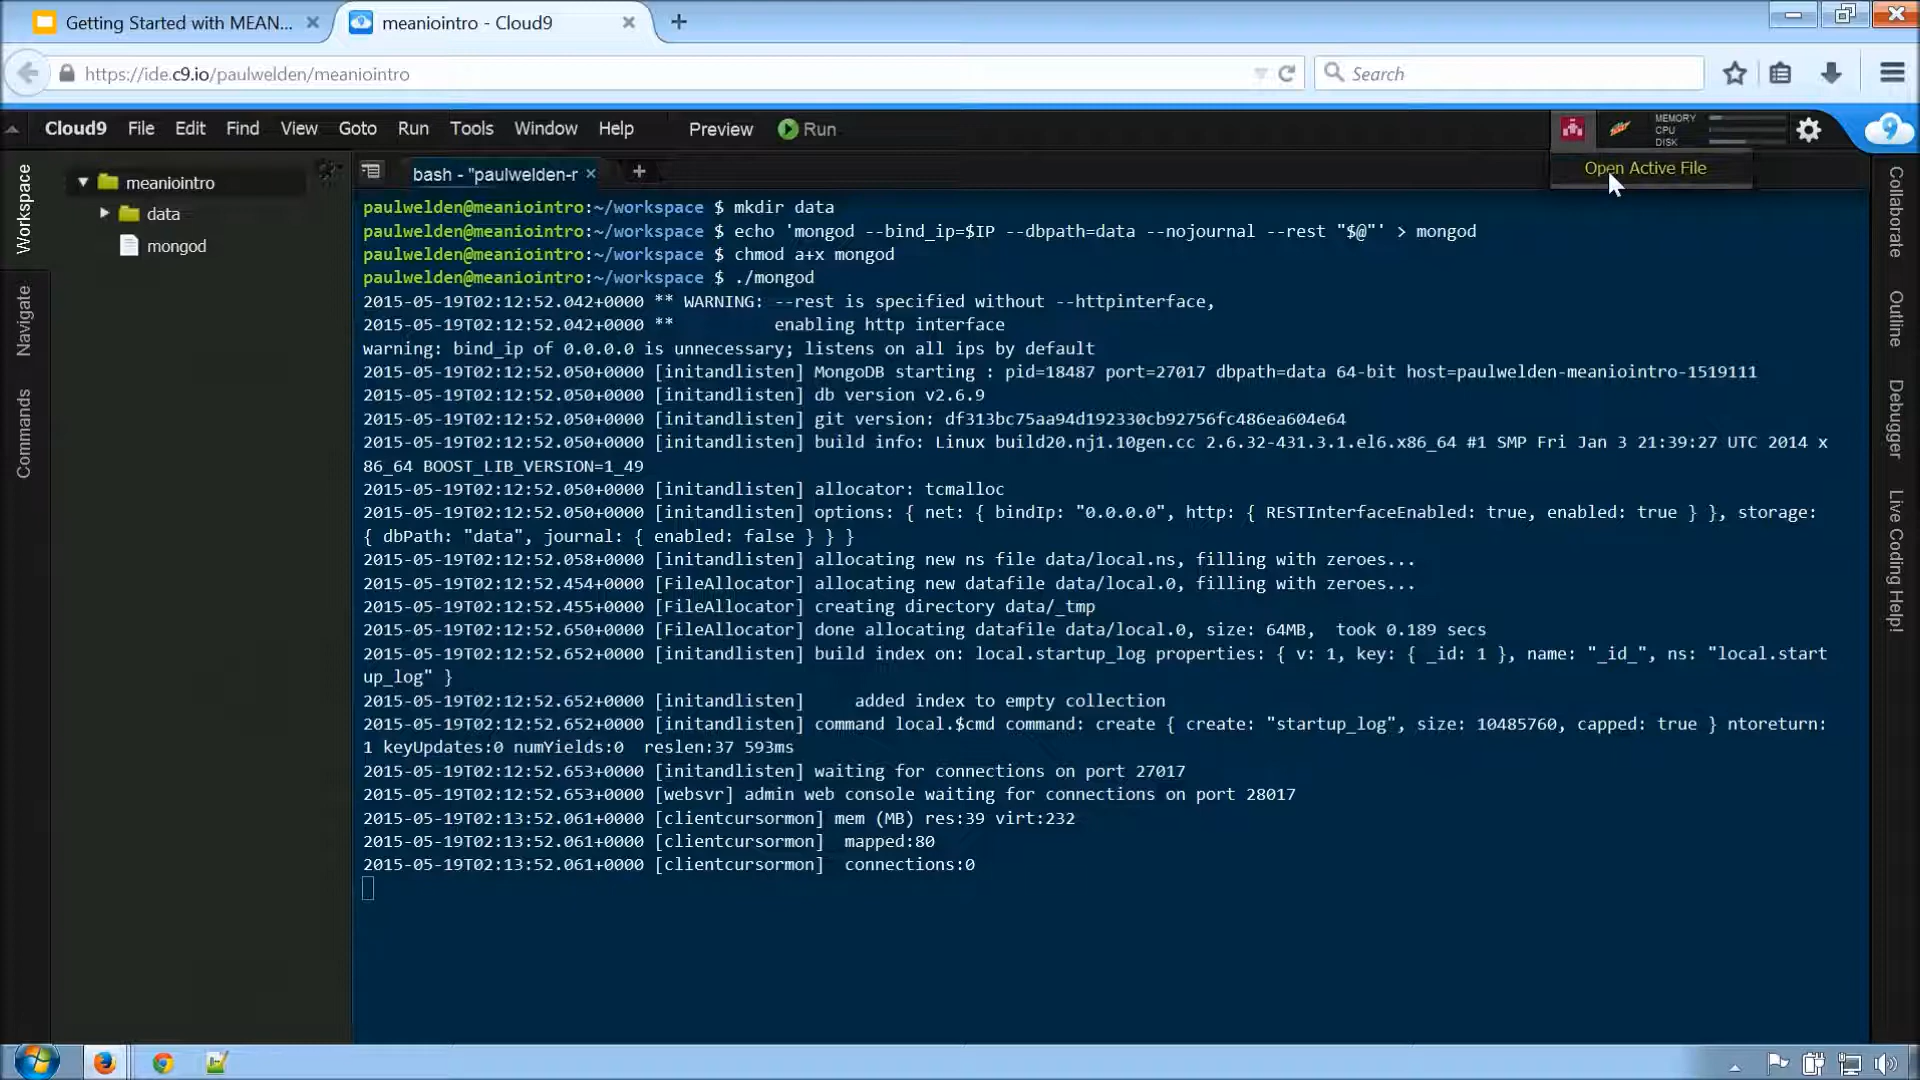 Getting Started with MEAN...
meaniointro - Cloud9
https://ide.c9.io/paulwelden/meaniointro
Search
Cloud9 File Edit Find View Goto Run Tools Window Help Preview Run
MEMORY
CPU
DISK
9
Open Active File
bash - "paulwelden-r
Workspace
Navigate
Commands
meaniointro
data
mongod
paulwelden@meaniointro:~/workspace $ mkdir data
paulwelden@meaniointro:~/workspace $ echo 'mongod --bind_ip=$IP --dbpath=data --nojournal --rest "$@"' > mongod
paulwelden@meaniointro:~/workspace $ chmod a+x mongod
paulwelden@meaniointro:~/workspace $ ./mongod
2015-05-19T02:12:52.042+0000 ** WARNING: --rest is specified without --httpinterface,
2015-05-19T02:12:52.042+0000 **          enabling http interface
warning: bind_ip of 0.0.0.0 is unnecessary; listens on all ips by default
2015-05-19T02:12:52.050+0000 [initandlisten] MongoDB starting : pid=18487 port=27017 dbpath=data 64-bit host=paulwelden-meaniointro-1519111
2015-05-19T02:12:52.050+0000 [initandlisten] db version v2.6.9
2015-05-19T02:12:52.050+0000 [initandlisten] git version: df313bc75aa94d192330cb92756fc486ea604e64
2015-05-19T02:12:52.050+0000 [initandlisten] build info: Linux build20.nj1.10gen.cc 2.6.32-431.3.1.el6.x86_64 #1 SMP Fri Jan 3 21:39:27 UTC 2014 x
86_64 BOOST_LIB_VERSION=1_49
2015-05-19T02:12:52.050+0000 [initandlisten] allocator: tcmalloc
2015-05-19T02:12:52.050+0000 [initandlisten] options: { net: { bindIp: "0.0.0.0", http: { RESTInterfaceEnabled: true, enabled: true } }, storage:
{ dbPath: "data", journal: { enabled: false } } }
2015-05-19T02:12:52.058+0000 [initandlisten] allocating new ns file data/local.ns, filling with zeroes...
2015-05-19T02:12:52.454+0000 [FileAllocator] allocating new datafile data/local.0, filling with zeroes...
2015-05-19T02:12:52.455+0000 [FileAllocator] creating directory data/_tmp
2015-05-19T02:12:52.650+0000 [FileAllocator] done allocating datafile data/local.0, size: 64MB,  took 0.189 secs
2015-05-19T02:12:52.652+0000 [initandlisten] build index on: local.startup_log properties: { v: 1, key: { _id: 1 }, name: "_id_", ns: "local.start
up_log" }
2015-05-19T02:12:52.652+0000 [initandlisten]     added index to empty collection
2015-05-19T02:12:52.652+0000 [initandlisten] command local.$cmd command: create { create: "startup_log", size: 10485760, capped: true } ntoreturn:
1 keyUpdates:0 numYields:0  reslen:37 593ms
2015-05-19T02:12:52.653+0000 [initandlisten] waiting for connections on port 27017
2015-05-19T02:12:52.653+0000 [websvr] admin web console waiting for connections on port 28017
2015-05-19T02:13:52.061+0000 [clientcursormon] mem (MB) res:39 virt:232
2015-05-19T02:13:52.061+0000 [clientcursormon]  mapped:80
2015-05-19T02:13:52.061+0000 [clientcursormon]  connections:0
Collaborate
Outline
Debugger
Live Coding Help!